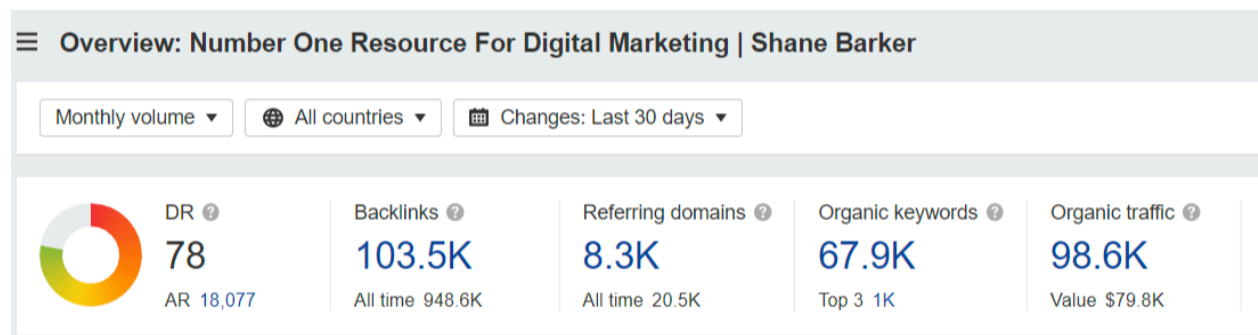 Overview: Number One Resource For Digital Marketing | Shane Barker
Monthly volume ▼ All countries ▼ Changes: Last 30 days ▼
DR ? Backlinks ? Referring domains ? Organic keywords ? Organic traffic ?
78 103.5K 8.3K 67.9K 98.6K
AR 18,077 All time 948.6K All time 20.5K Top 3 1K Value $79.8K